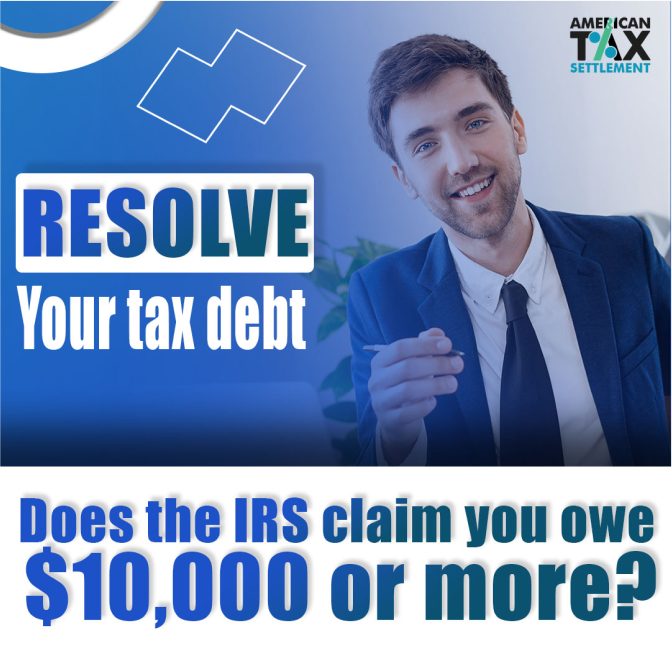 AMERICAN
TAX
SETTLEMENT
RESOLVE
Your tax debt
Does the IRS claim you owe
$10,000 or more?